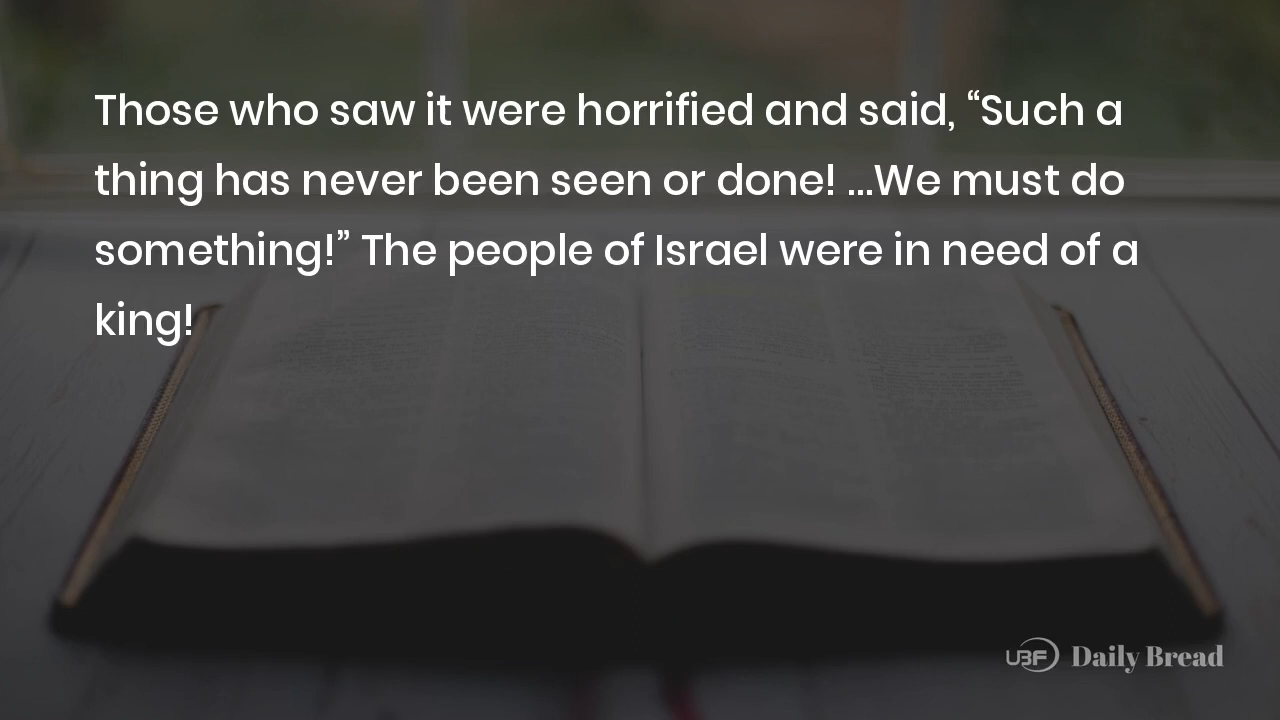 Those who saw it were horrified and said, “Such a
thing has never been seen or done! ...We must do
something!” The people of Israel were in need of a
king!
UBF Daily Bread